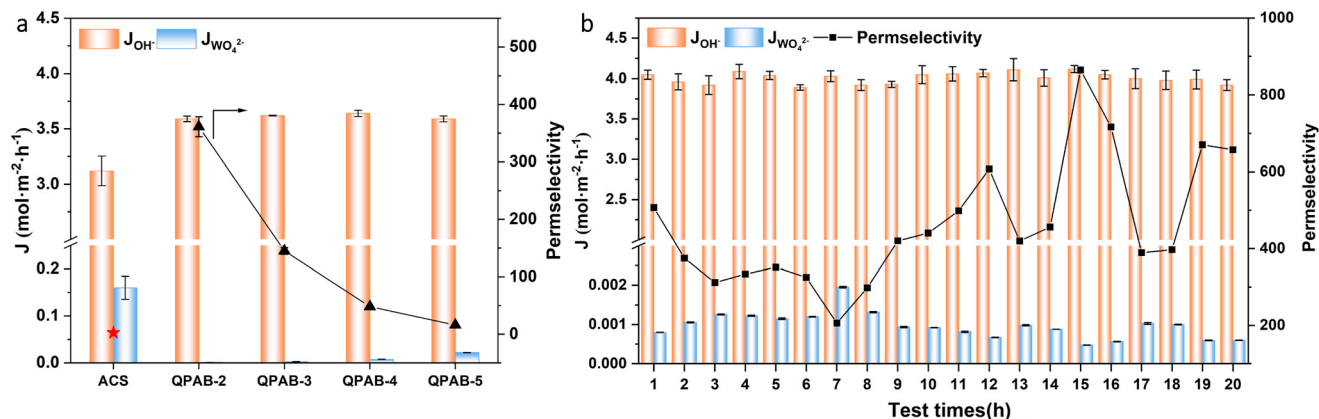 a
J_OH⁻ J_WO₄²⁻
J (mol·m⁻²·h⁻¹)
4.5
4.0
3.5
3.0
0.2
0.1
0.0
ACS QPAB-2 QPAB-3 QPAB-4 QPAB-5
500
400
300
200
100
0
Permselectivity
b
J_OH⁻ J_WO₄²⁻ Permselectivity
J (mol·m⁻²·h⁻¹)
4.5
4.0
3.5
3.0
2.5
0.002
0.001
0.000
1 2 3 4 5 6 7 8 9 10 11 12 13 14 15 16 17 18 19 20
Test times(h)
1000
800
600
400
200
Permselectivity